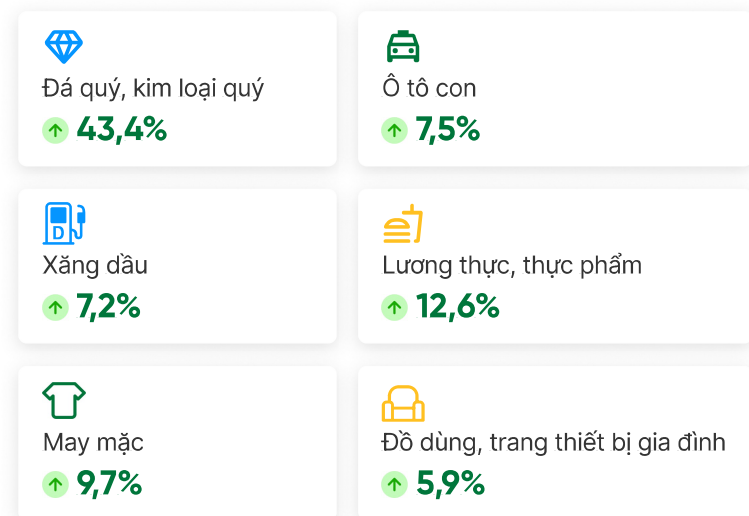 Đá quý, kim loại quý
43,4%
Ô tô con
7,5%
D
Xăng dầu
7,2%
Lương thực, thực phẩm
12,6%
May mặc
9,7%
Đồ dùng, trang thiết bị gia đình
5,9%